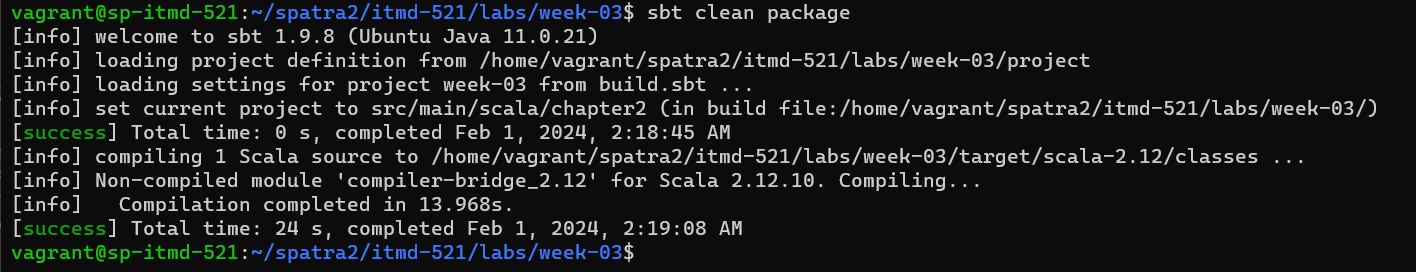 vagrant@sp-itmd-521:~/spatra2/itmd-521/labs/week-03$ sbt clean package
[info] welcome to sbt 1.9.8 (Ubuntu Java 11.0.21)
[info] loading project definition from /home/vagrant/spatra2/itmd-521/labs/week-03/project
[info] loading settings for project week-03 from build.sbt ...
[info] set current project to src/main/scala/chapter2 (in build file:/home/vagrant/spatra2/itmd-521/labs/week-03/)
[success] Total time: 0 s, completed Feb 1, 2024, 2:18:45 AM
[info] compiling 1 Scala source to /home/vagrant/spatra2/itmd-521/labs/week-03/target/scala-2.12/classes ...
[info] Non-compiled module 'compiler-bridge_2.12' for Scala 2.12.10. Compiling...
[info]   Compilation completed in 13.968s.
[success] Total time: 24 s, completed Feb 1, 2024, 2:19:08 AM
vagrant@sp-itmd-521:~/spatra2/itmd-521/labs/week-03$